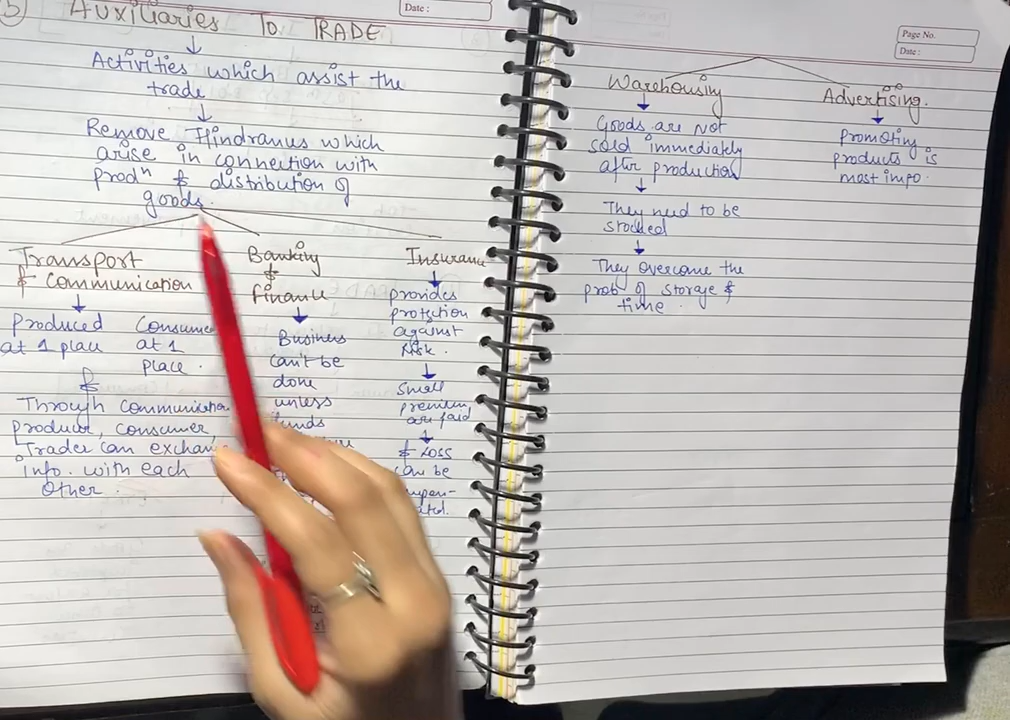 AUXILIARIES TO TRADE
Date :
Activities which assist the
trade
Remove Hindrances which
arise in connection with
prodn & distribution of
goods.
Transport
& Communication
Produced
at 1 place
Consume
at 1
place.
&
Through communication
producer, consumer,
Trader can exchan
info. with each
Other.
Banking
&
finance
Business
can't be
done
unless
funds
Insurance
provides
protection
against
Risk.
Small
premium
are paid
& Loss
can be
Page No.
Date :
Warehousing
Goods are Not
sold immediately
after production
They need to be
stocked
They overcome the
prob of storage &
time.
Advertising.
promoting
products is
most impo.